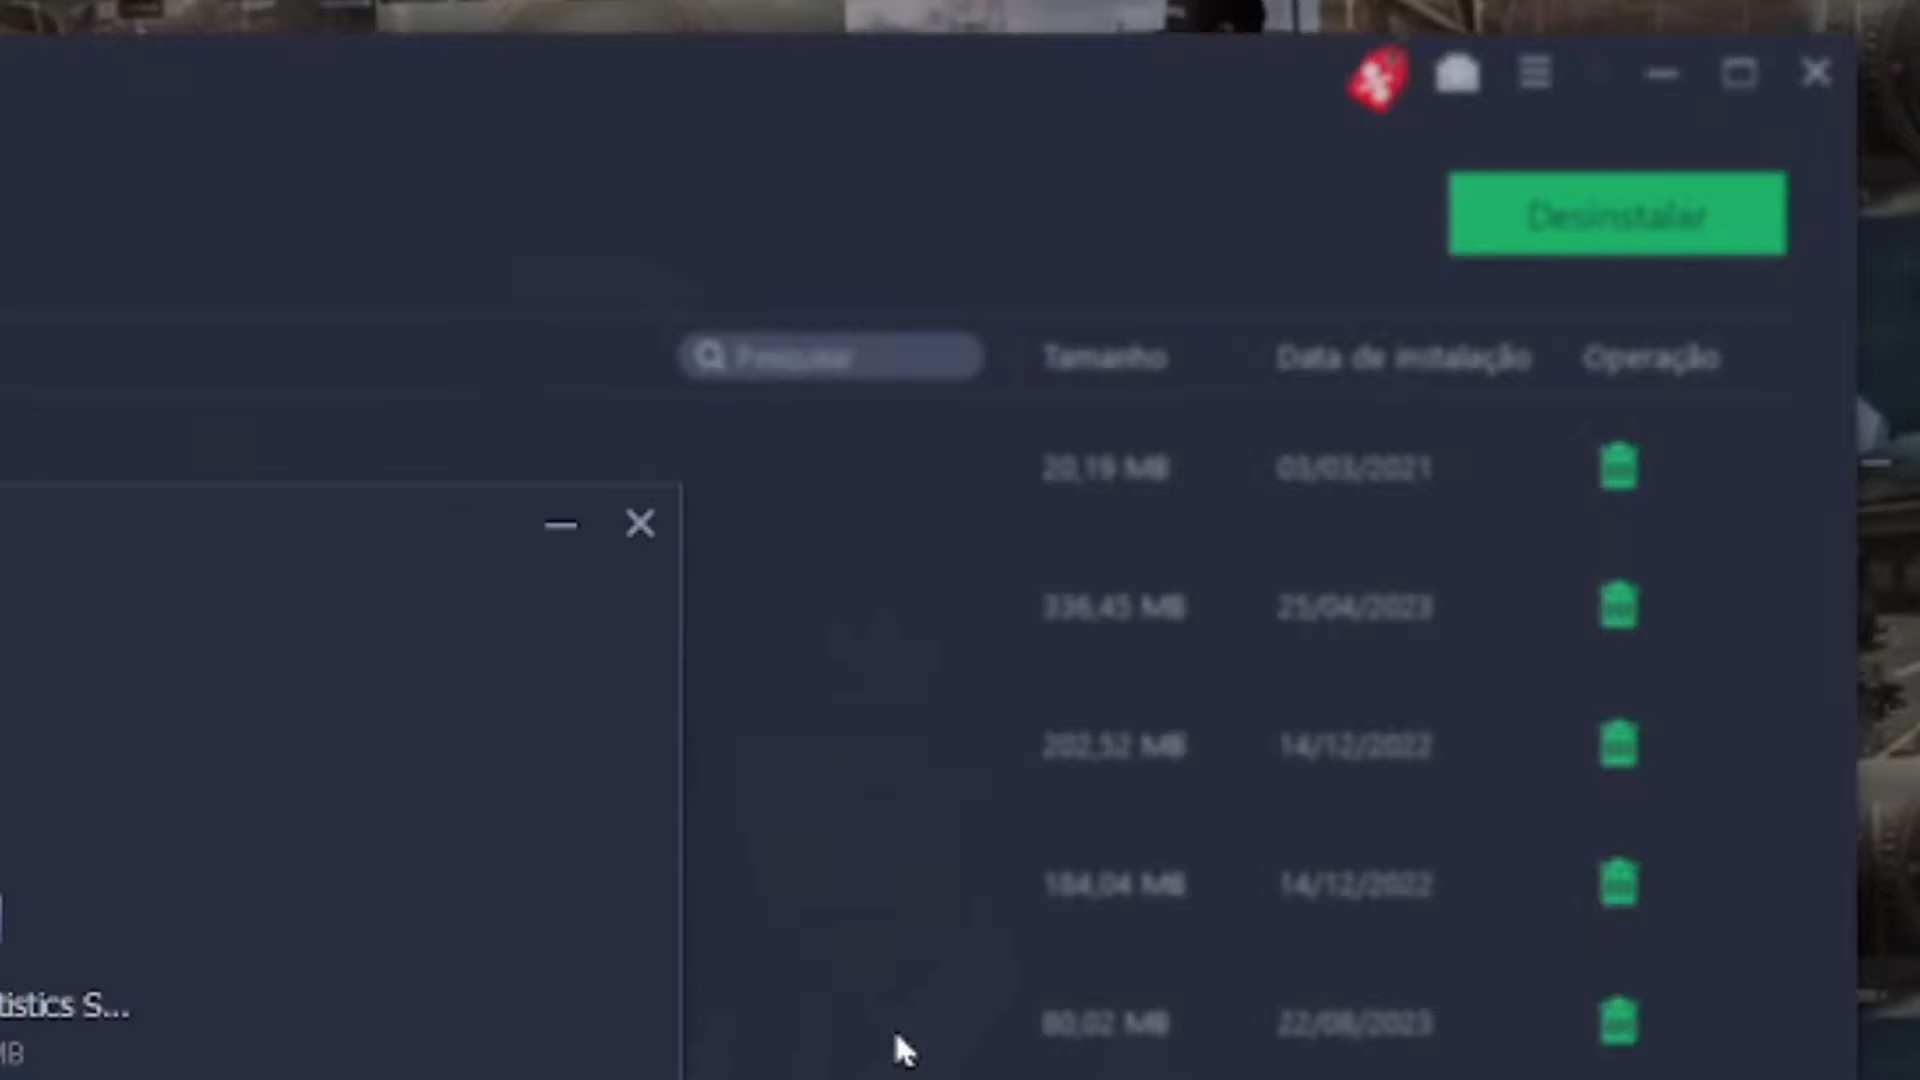 Desinstalar
Pesquisar Tamanho Data de instalação Operação
20,19 MB 03/03/2021
336,45 MB 25/04/2023
202,52 MB 14/12/2022
184,04 MB 14/12/2022
tistics S...
80,02 MB 22/08/2023
MB